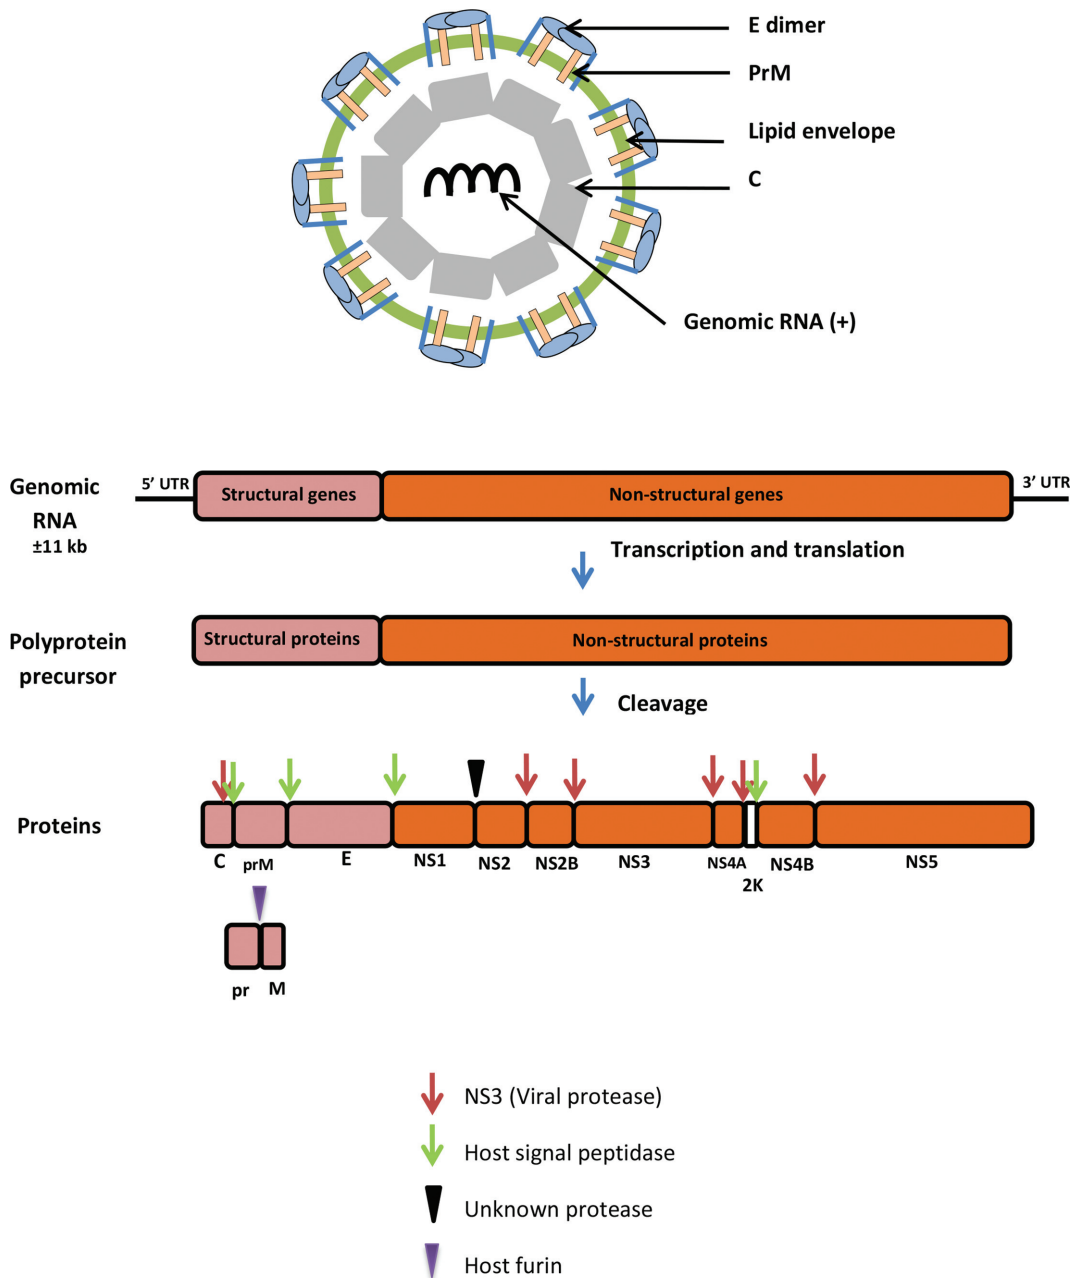 E dimer
PrM
Lipid envelope
C
Genomic RNA (+)
Genomic
RNA
±11 kb
5’ UTR
Structural genes
Non-structural genes
3’ UTR
Transcription and translation
Polyprotein
precursor
Structural proteins
Non-structural proteins
Cleavage
Proteins
C
prM
E
NS1
NS2
NS2B
NS3
NS4A
2K
NS4B
NS5
pr
M
NS3 (Viral protease)
Host signal peptidase
Unknown protease
Host furin